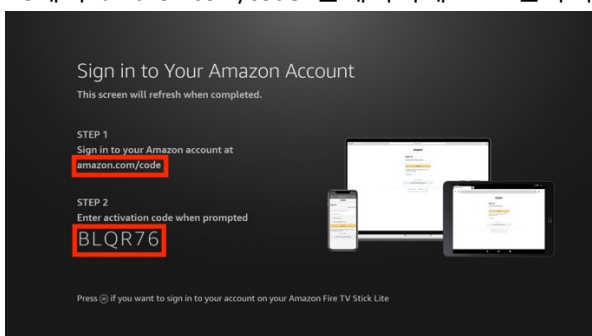 Sign in to Your Amazon Account
This screen will refresh when completed.
STEP 1
Sign in to your Amazon account at
amazon.com/code
STEP 2
Enter activation code when prompted
BLQR76
Press ⊜ if you want to sign in to your account on your Amazon Fire TV Stick Lite